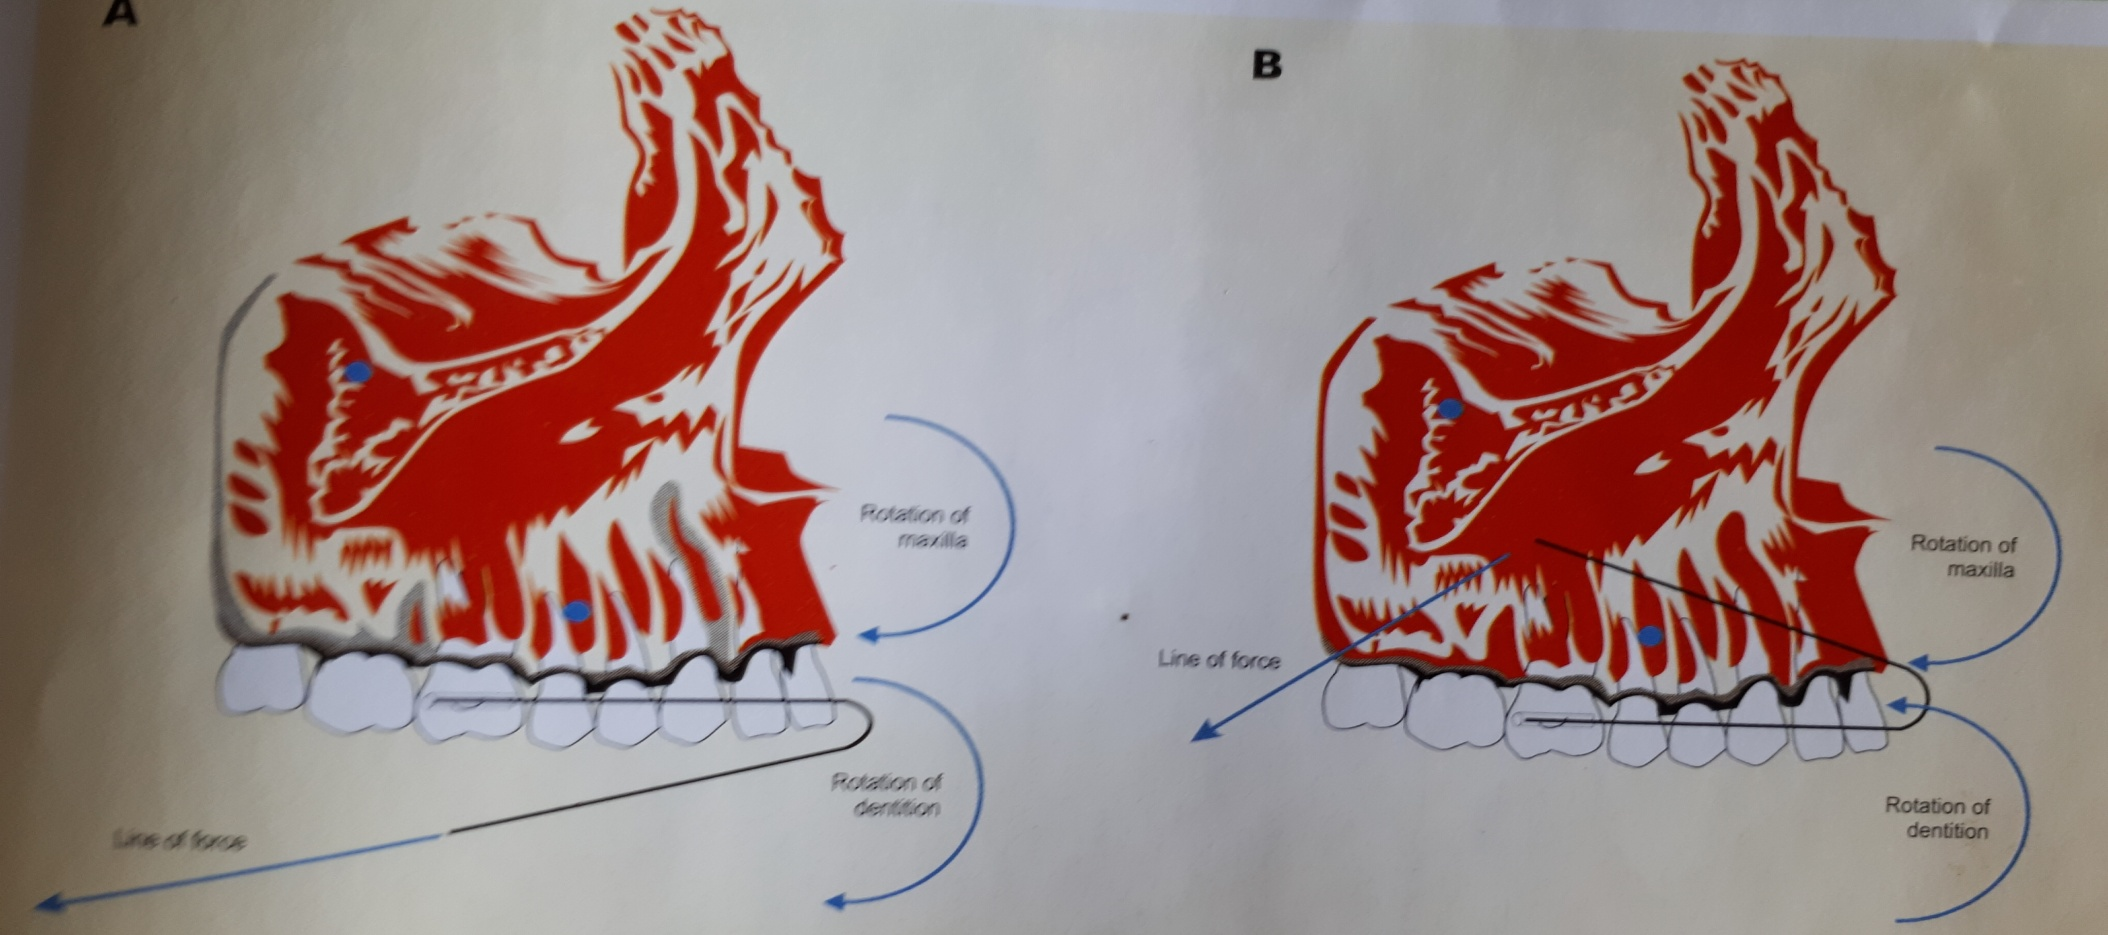 A
B
Rotation of
maxilla
Line of force
Rotation of
dentition
Rotation of
maxilla
Line of force
Rotation of
dentition